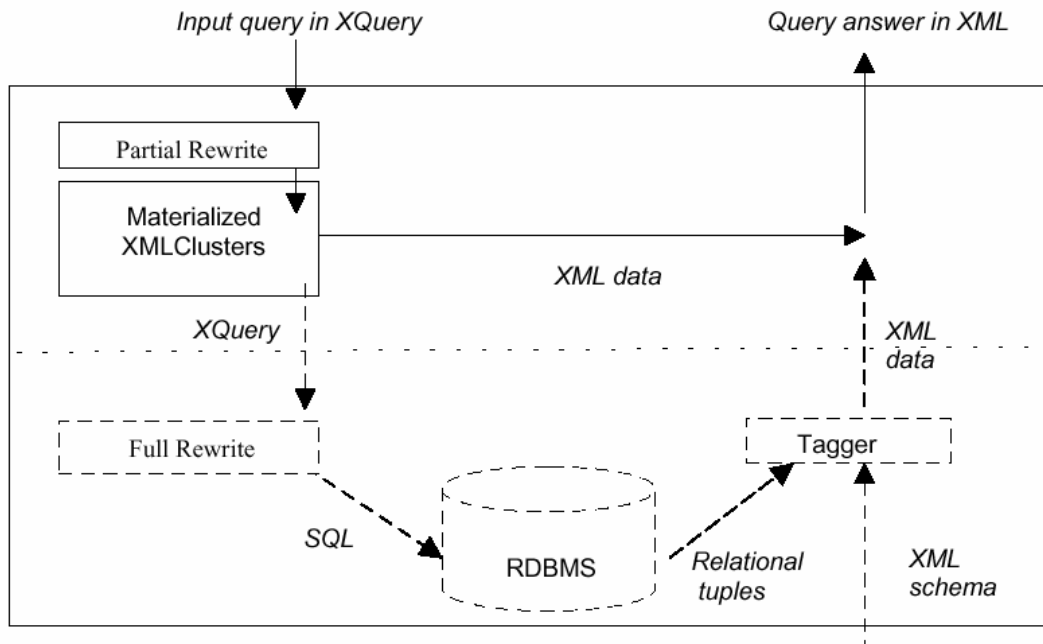 Input query in XQuery
Query answer in XML
Partial Rewrite
Materialized
XMLClusters
XML data
XQuery
XML
data
Full Rewrite
Tagger
SQL
RDBMS
Relational
tuples
XML
schema